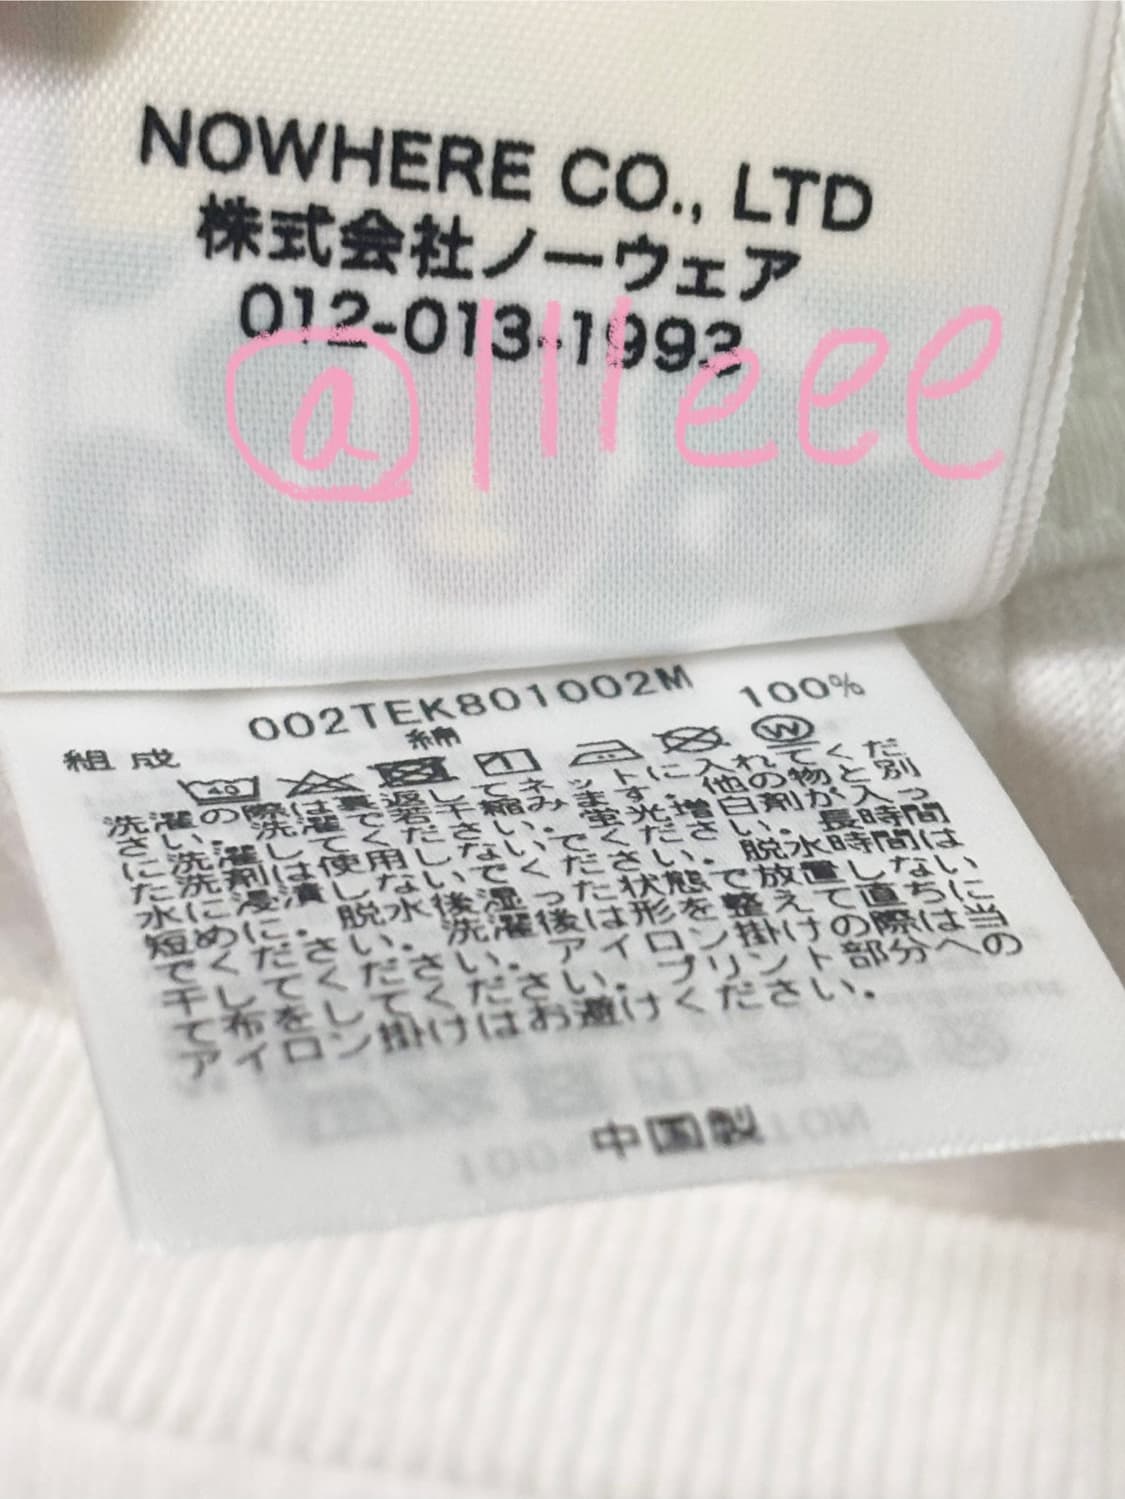 NOWHERE CO., LTD
株式会社ノーウェア
012-013-1993
@llleee
002TEK801002M
組成 綿 100%
40 W
洗濯の際は裏返してネットに入れてくだ
さい。洗濯して若干縮みます。他の物と別
に洗濯してください。蛍光増白剤が入っ
た洗剤は使用しないでください。長時間
水に浸漬しないでください。脱水時間は
短めに。脱水後湿った状態で放置しない
でください。洗濯後は形を整えて直ちに
干してください。アイロン掛けの際は当
て布をしてください。プリント部分への
アイロン掛けはお避けください。
中国製